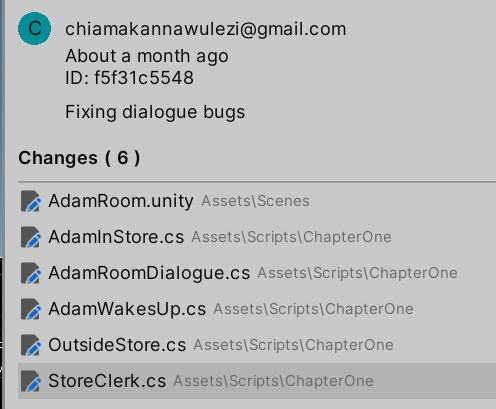 C chiamakannawulezi@gmail.com
About a month ago
ID: f5f31c5548
Fixing dialogue bugs
Changes ( 6 )
AdamRoom.unity Assets\Scenes
AdamInStore.cs Assets\Scripts\ChapterOne
AdamRoomDialogue.cs Assets\Scripts\ChapterOne
AdamWakesUp.cs Assets\Scripts\ChapterOne
OutsideStore.cs Assets\Scripts\ChapterOne
StoreClerk.cs Assets\Scripts\ChapterOne